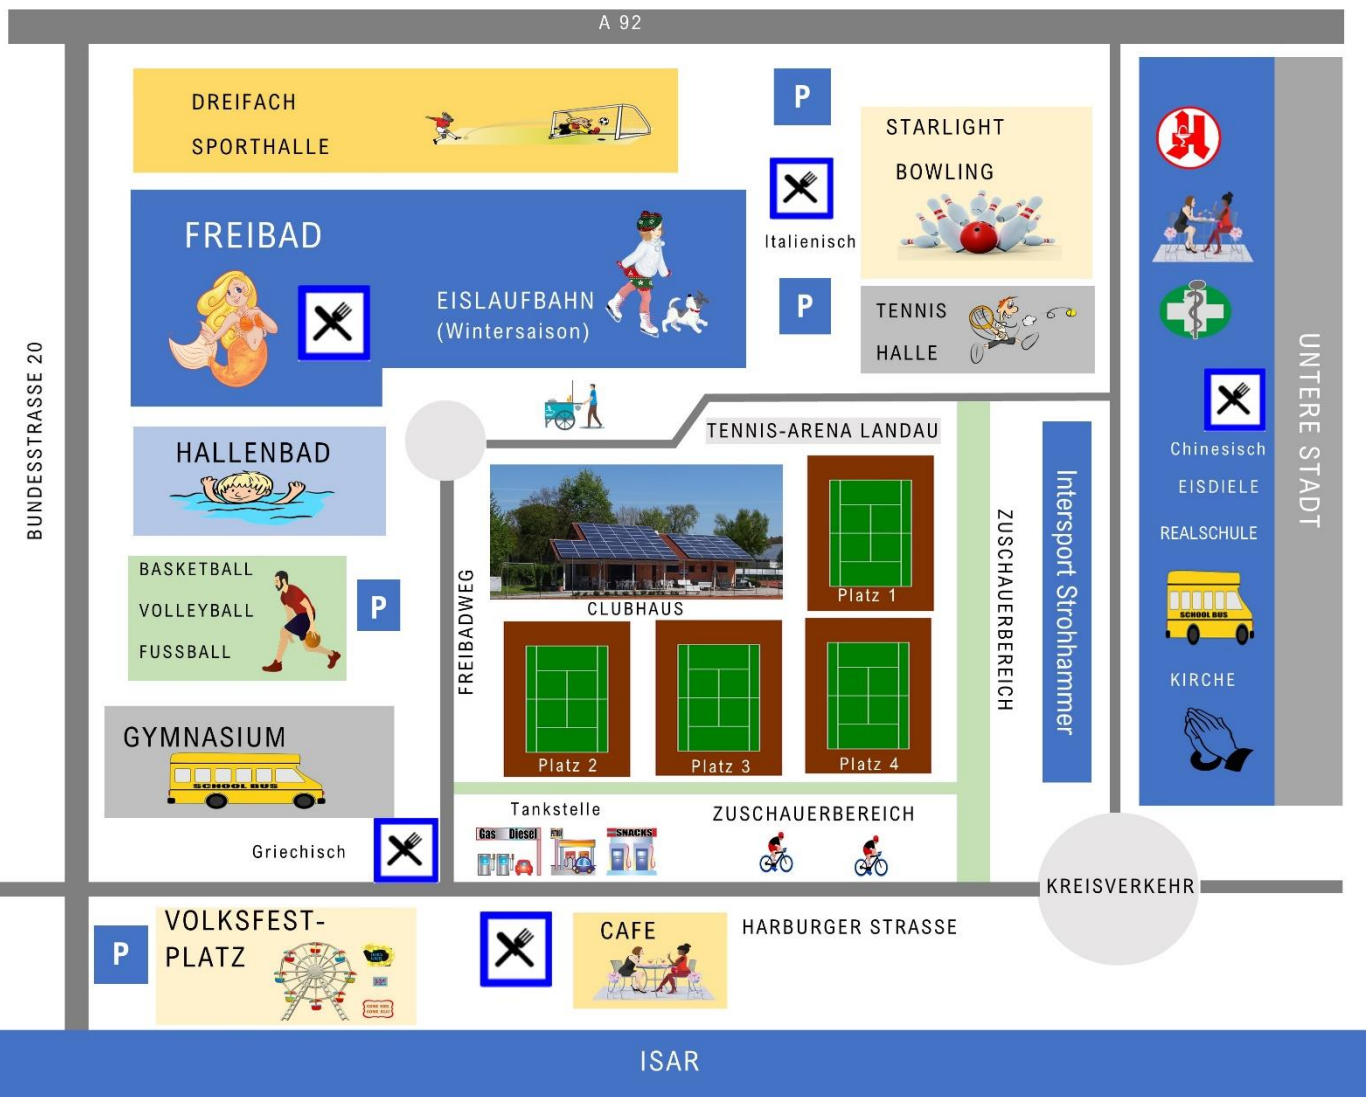 A 92
DREIFACH
SPORTHALLE
P
STARLIGHT
BOWLING
Italienisch
FREIBAD
EISLAUFBAHN
(Wintersaison)
P
TENNIS
HALLE
BUNDESSTRASSE 20
UNTERE STADT
HALLENBAD
TENNIS-ARENA LANDAU
Chinesisch
EISDIELE
REALSCHULE
SCHOOL BUS
KIRCHE
BASKETBALL
VOLLEYBALL
FUSSBALL
P
FREIBADWEG
CLUBHAUS
Platz 1
Platz 2
Platz 3
Platz 4
ZUSCHAUERBEREICH
Intersport Strohhammer
GYMNASIUM
SCHOOL BUS
Griechisch
Tankstelle
Gas Diesel
SNACKS
ZUSCHAUERBEREICH
KREISVERKEHR
P
VOLKSFEST-
PLATZ
CAFE
HARBURGER STRASSE
ISAR